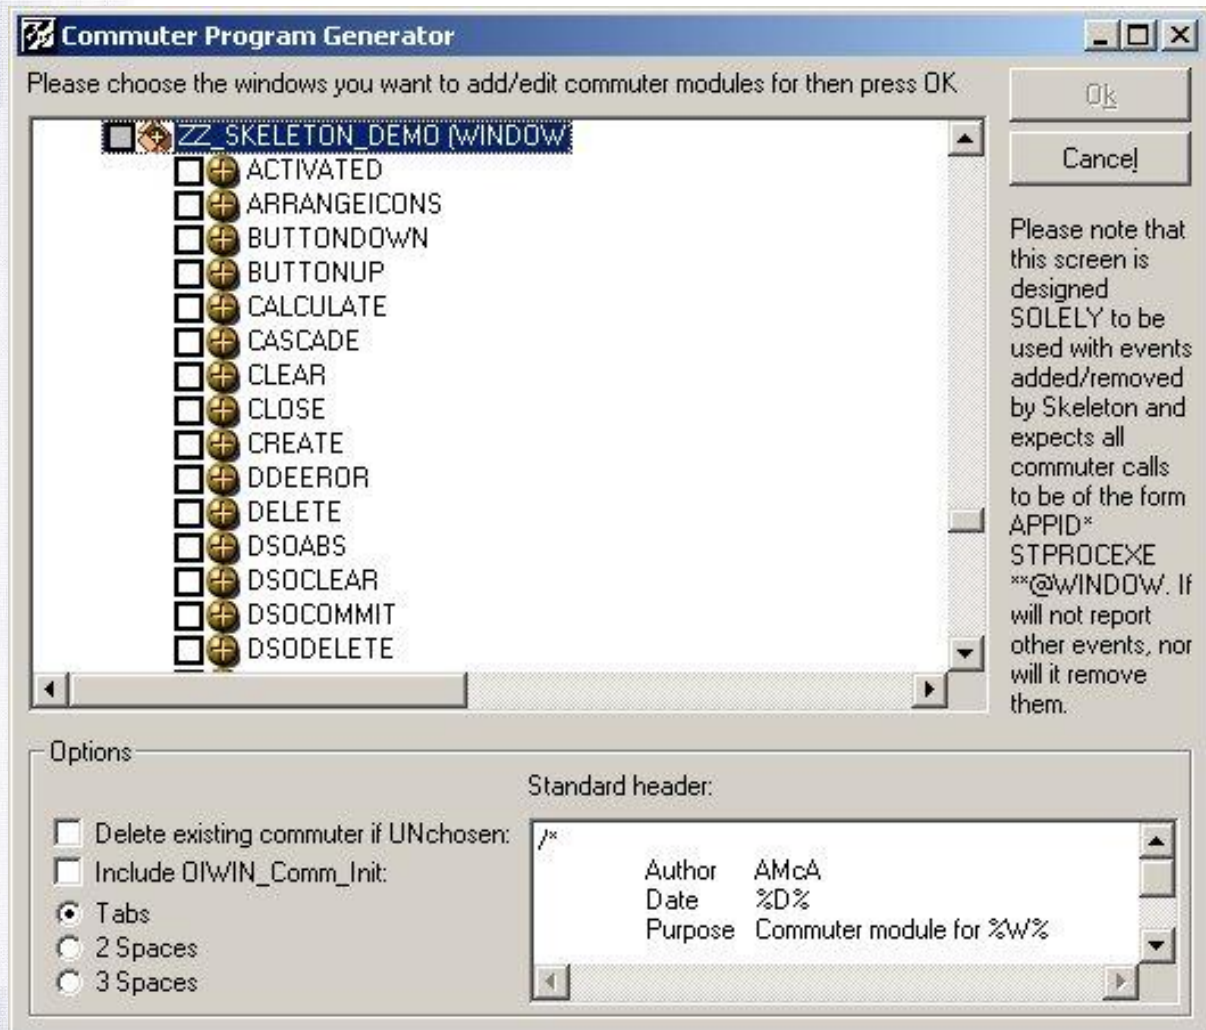 Commuter Program Generator
Please choose the windows you want to add/edit commuter modules for then press OK
Ok
Cancel
ZZ_SKELETON_DEMO (WINDOW
ACTIVATED
ARRANGEICONS
BUTTONDOWN
BUTTONUP
CALCULATE
CASCADE
CLEAR
CLOSE
CREATE
DDEEROR
DELETE
DSOABS
DSOCLEAR
DSOCOMMIT
DSODELETE
Please note that
this screen is
designed
SOLELY to be
used with events
added/removed
by Skeleton and
expects all
commuter calls
to be of the form
APPID*
STPROCEXE
**@WINDOW. If
will not report
other events, nor
will it remove
them.
Options
Standard header:
Delete existing commuter if UNchosen:
Include OIWIN_Comm_Init:
Tabs
2 Spaces
3 Spaces
/*
Author AMcA
Date %D%
Purpose Commuter module for %W%